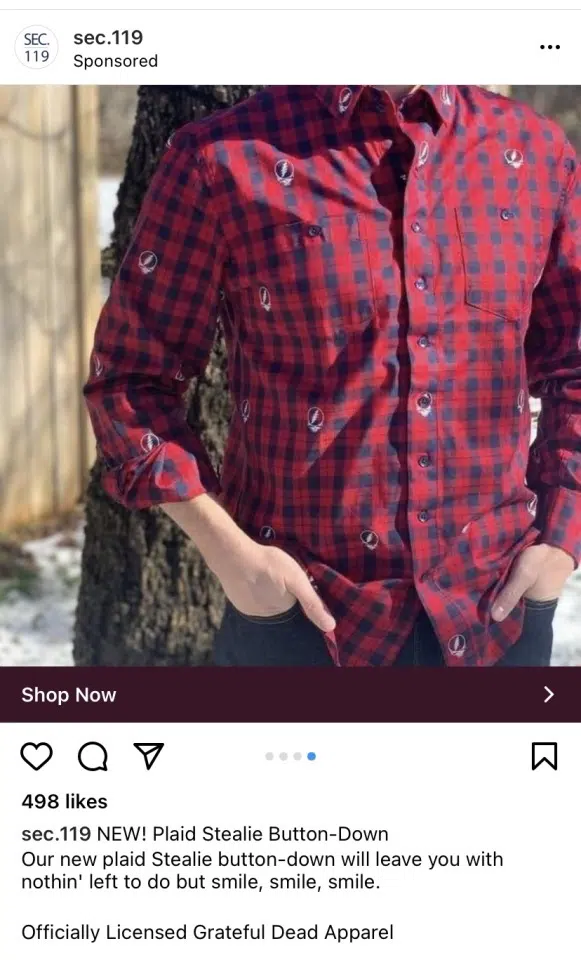 SEC.
119
sec.119
Sponsored
Shop Now
498 likes
sec.119 NEW! Plaid Stealie Button-Down
Our new plaid Stealie button-down will leave you with
nothin' left to do but smile, smile, smile.
Officially Licensed Grateful Dead Apparel